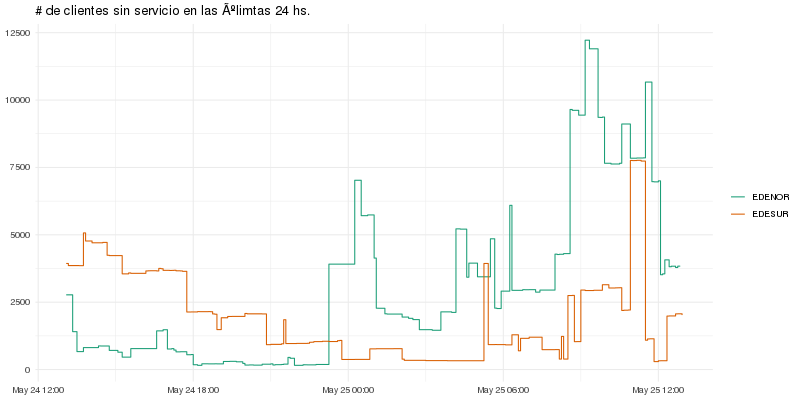 # de clientes sin servicio en las Ãºlimtas 24 hs.
12500
10000
7500
5000
2500
0
May 24 12:00
May 24 18:00
May 25 00:00
May 25 06:00
May 25 12:00
EDENOR
EDESUR